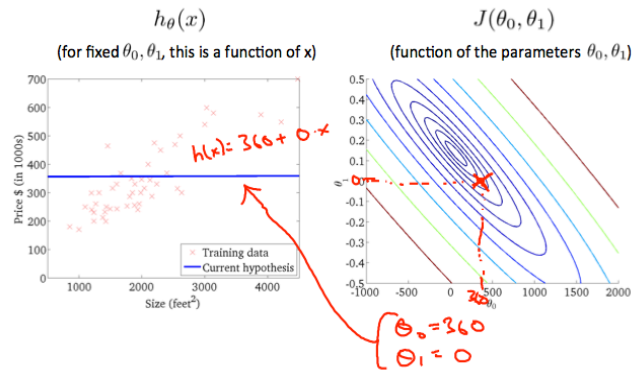 hθ(x)
(for fixed θ₀, θ₁, this is a function of x)
700
600
500
400
300
200
100
0
Price $ (in 1000s)
h(x) = 360 + 0·x
× Training data
Current hypothesis
1000
2000
3000
4000
Size (feet²)
J(θ₀, θ₁)
(function of the parameters θ₀, θ₁)
0.5
0.4
0.3
0.2
0.1
0
-0.1
-0.2
-0.3
-0.4
-0.5
θ₁
0
-1000
-500
0
500
1000
1500
2000
360
θ₀
θ₀ = 360
θ₁ = 0